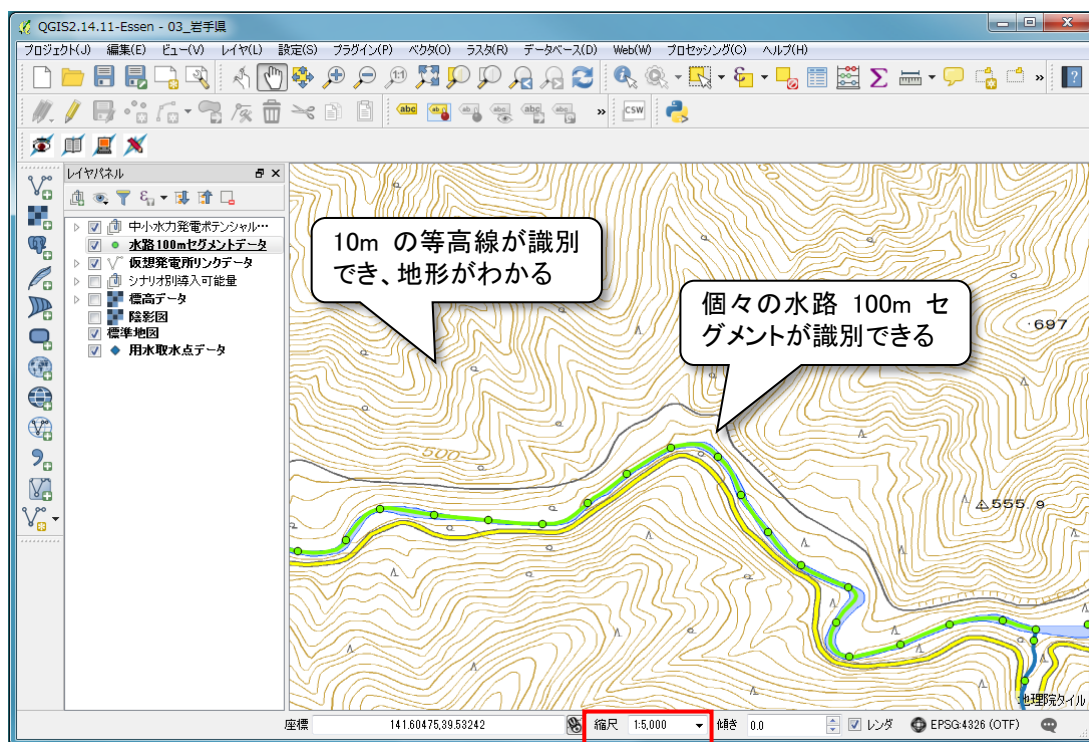 QGIS2.14.11-Essen - 03_岩手県
プロジェクト(J) 編集(E) ビュー(V) レイヤ(L) 設定(S) プラグイン(P) ベクタ(O) ラスタ(R) データベース(D) Web(W) プロセッシング(C) ヘルプ(H)
1:1
abc
CSW
レイヤパネル
中小水力発電ポテンシャル…
水路100mセグメントデータ
仮想発電所リンクデータ
シナリオ別導入可能量
標高データ
陰影図
標準地図
用水取水点データ
10m の等高線が識別
でき、地形がわかる
個々の水路 100m セ
グメントが識別できる
・697
500
555.9
地理院タイル
座標 141.60475,39.53242 縮尺 1:5,000 傾き 0.0 レンダ EPSG:4326 (OTF)